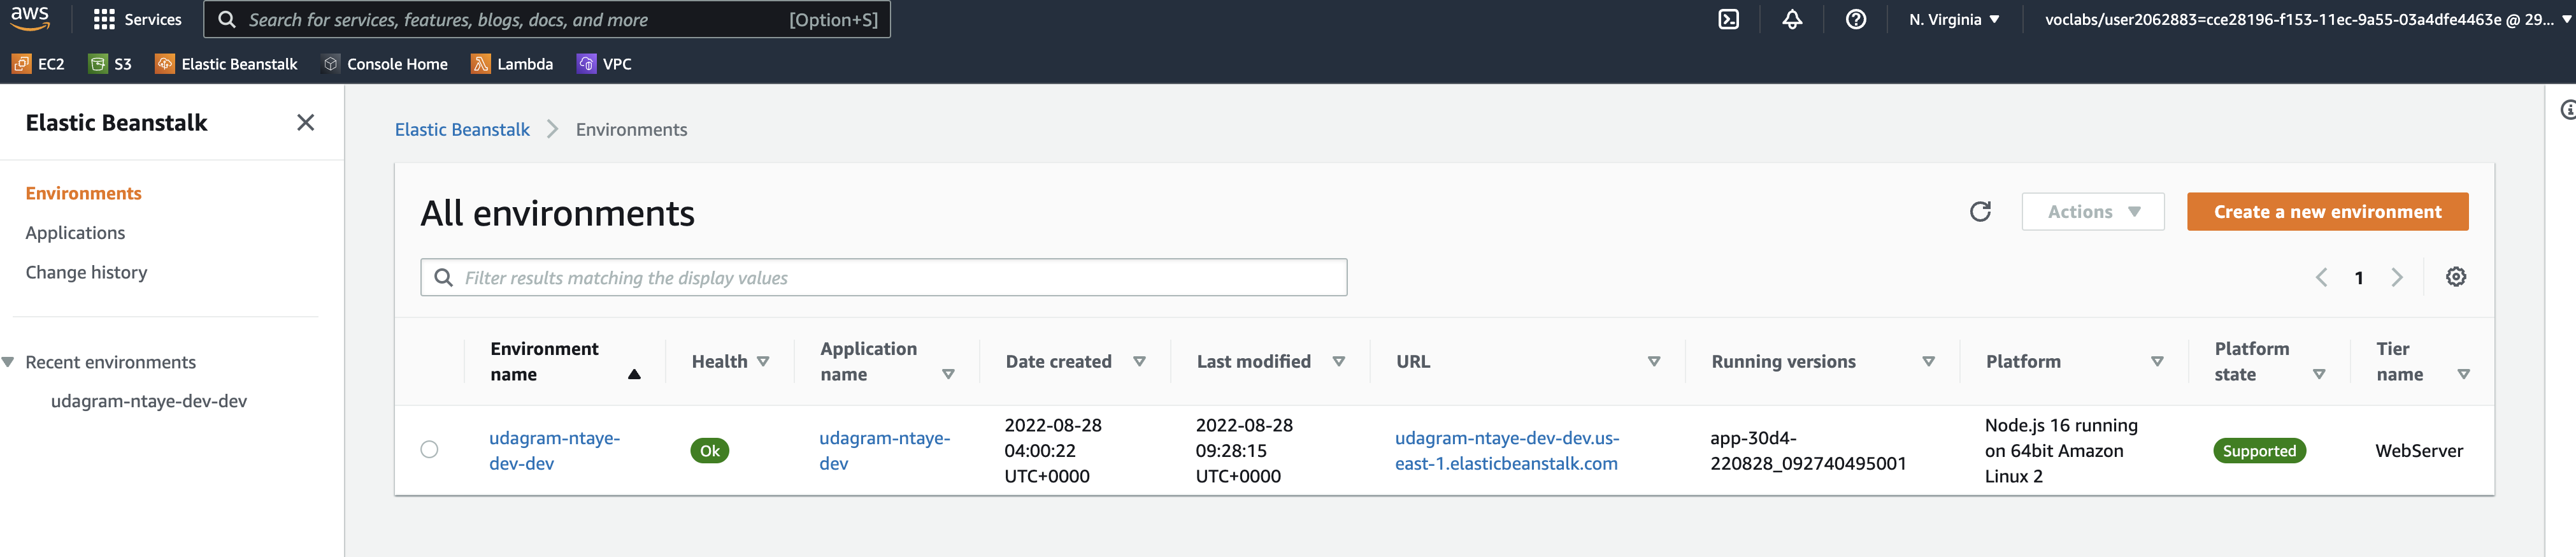 aws
Services
Search for services, features, blogs, docs, and more
[Option+S]
N. Virginia
voclabs/user2062883=cce28196-f153-11ec-9a55-03a4dfe4463e @ 29...
EC2
S3
Elastic Beanstalk
Console Home
Lambda
VPC
Elastic Beanstalk
Environments
Applications
Change history
Recent environments
udagram-ntaye-dev-dev
Elastic Beanstalk
Environments
All environments
Actions
Create a new environment
Filter results matching the display values
1
Environment
name
Health
Application
name
Date created
Last modified
URL
Running versions
Platform
Platform
state
Tier
name
udagram-ntaye-
dev-dev
Ok
udagram-ntaye-
dev
2022-08-28
04:00:22
UTC+0000
2022-08-28
09:28:15
UTC+0000
udagram-ntaye-dev-dev.us-
east-1.elasticbeanstalk.com
app-30d4-
220828_092740495001
Node.js 16 running
on 64bit Amazon
Linux 2
Supported
WebServer